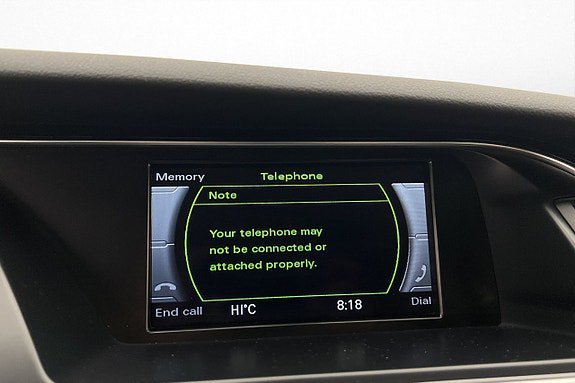 Memory Telephone
Note
Your telephone may
not be connected or
attached properly.
End call HI°C 8:18 Dial